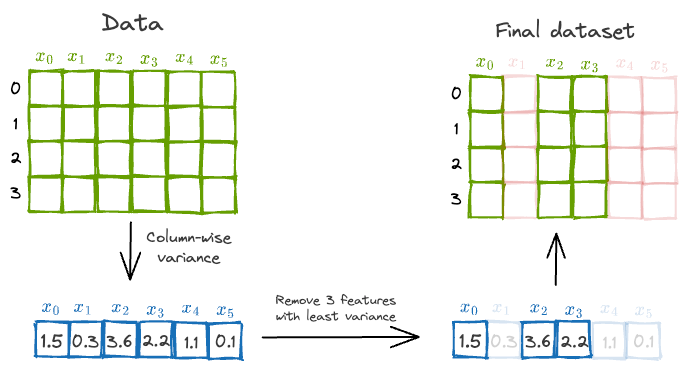 Data
x0 x1 x2 x3 x4 x5
0
1
2
3
Column-wise
variance
x0 x1 x2 x3 x4 x5
1.5 0.3 3.6 2.2 1.1 0.1
Remove 3 features
with least variance
Final dataset
x0 x1 x2 x3 x4 x5
0
1
2
3
x0 x1 x2 x3 x4 x5
1.5 0.3 3.6 2.2 1.1 0.1